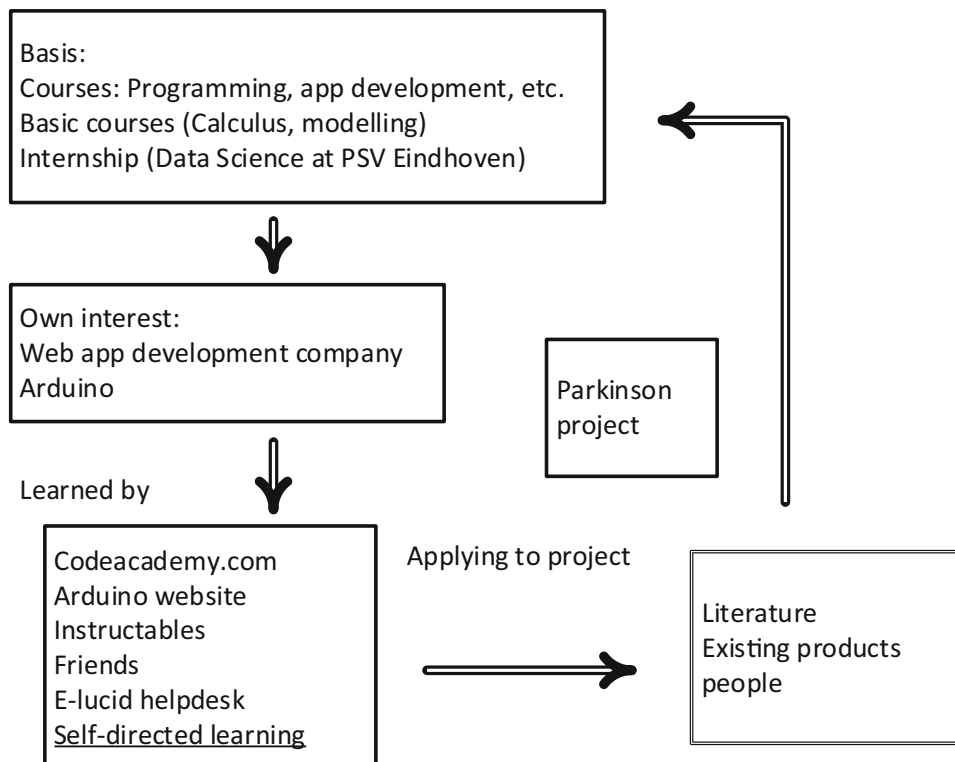 Basis:
Courses: Programming, app development, etc.
Basic courses (Calculus, modelling)
Internship (Data Science at PSV Eindhoven)
Own interest:
Web app development company
Arduino
Parkinson
project
Learned by
Codeacademy.com
Arduino website
Instructables
Friends
E-lucid helpdesk
Self-directed learning
Applying to project
Literature
Existing products
people